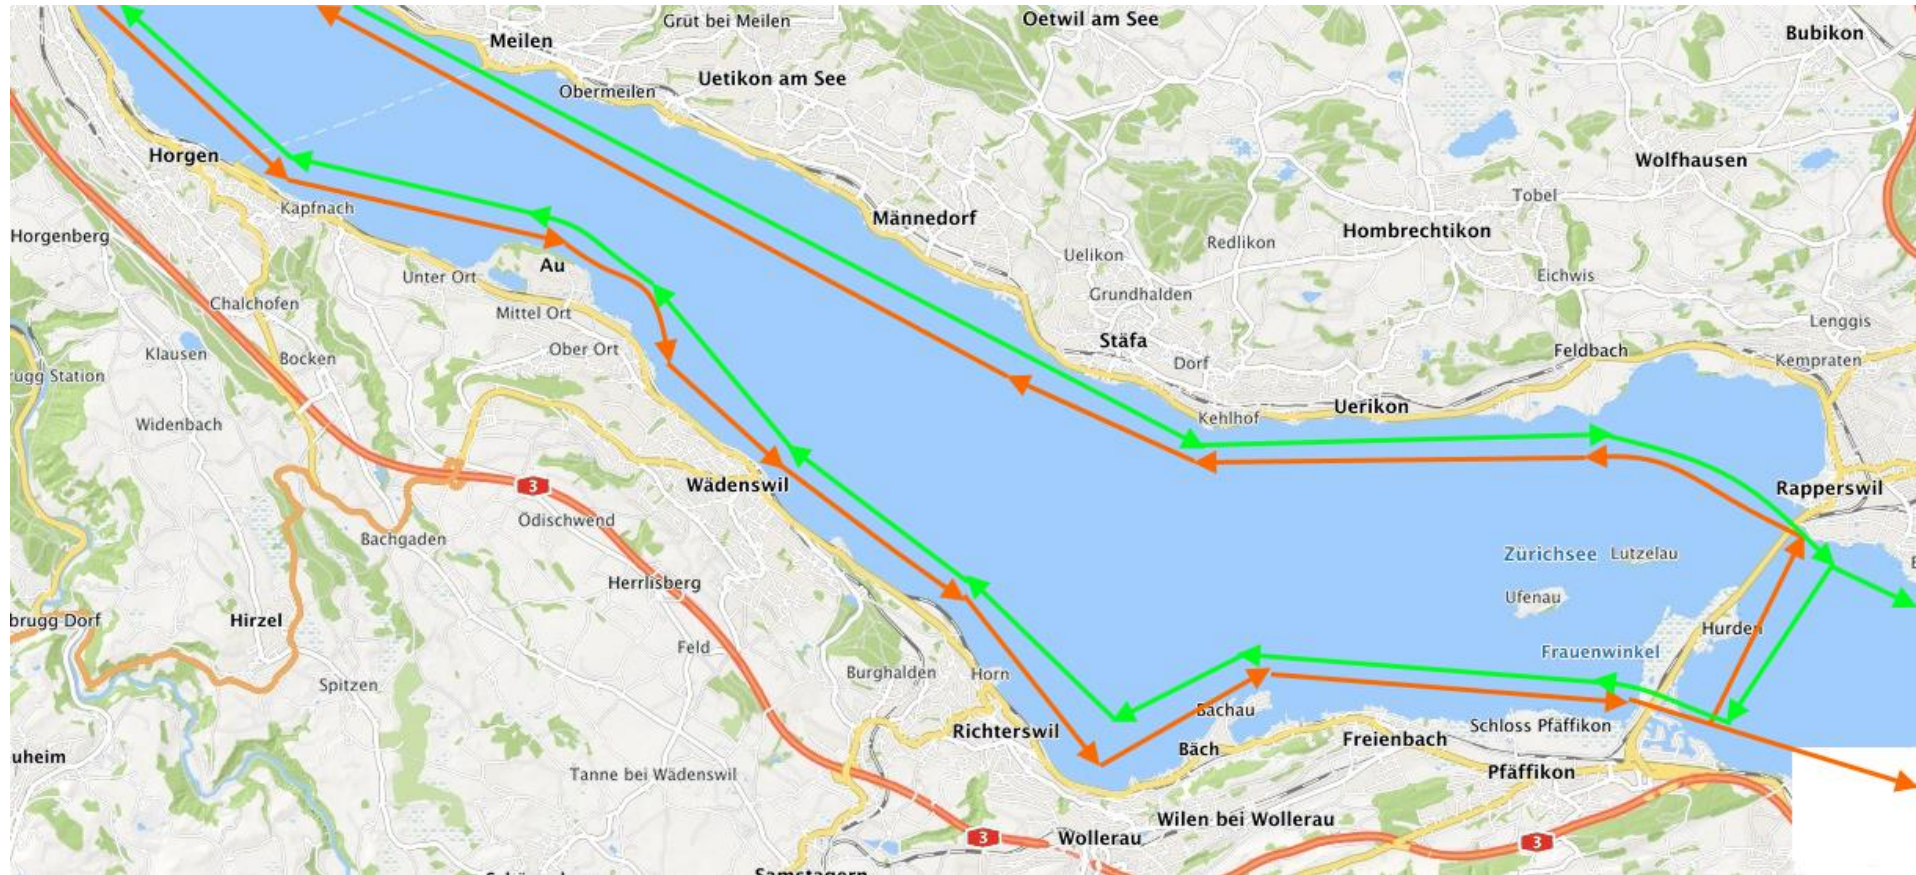 Grüt bei Meilen
Oetwil am See
Bubikon
Meilen
Uetikon am See
Obermeilen
Horgen
Wolfhausen
Tobel
Kapfnach
Männedorf
Hombrechtikon
Horgenberg
Redlikon
Uelikon
Au
Unter Ort
Eichwis
Grundhalden
Chalchofen
Mittel Ort
Lenggis
Stäfa
Ober Ort
Feldbach
Klausen
Bocken
Dorf
Kempraten
ugg Station
Uerikon
Kehlhof
Widenbach
Wädenswil
3
Rapperswil
Ödischwend
Bachgaden
Zürichsee
Lützelau
Herrlisberg
Ufenau
brugg Dorf
Hirzel
Hurden
Feld
Frauenwinkel
Burghalden
Horn
Spitzen
Bachau
Schloss Pfäffikon
Richterswil
Freienbach
Bäch
uheim
Tanne bei Wädenswil
Pfäffikon
Wilen bei Wollerau
3
Wollerau
3
Samstagern